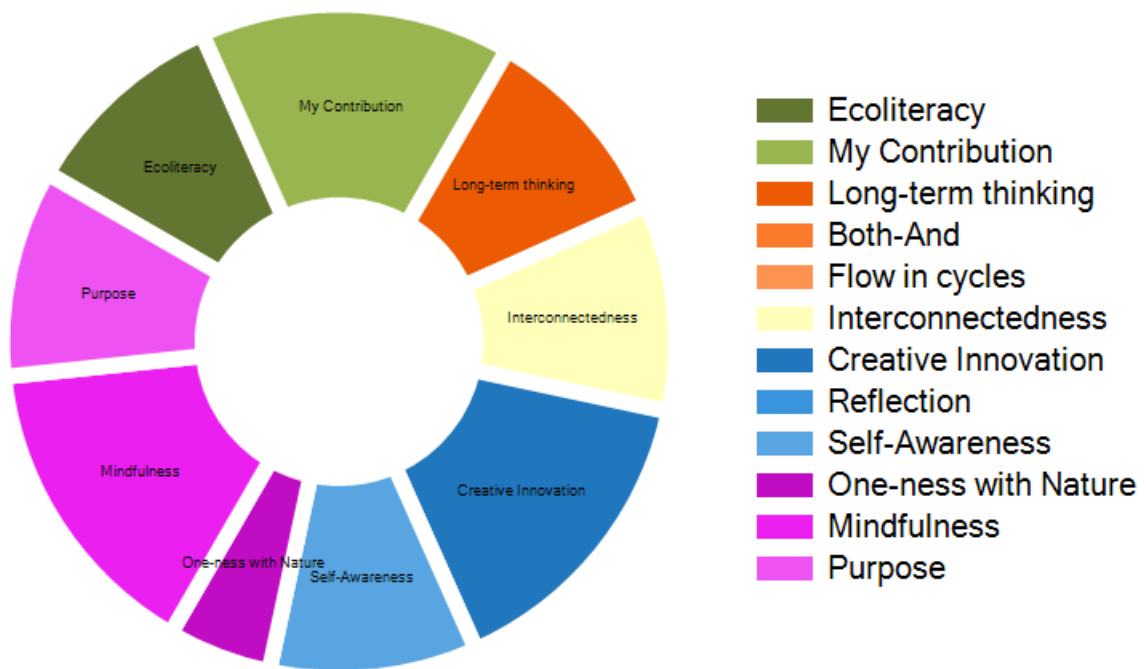 My Contribution
Ecoliteracy
Long-term thinking
Purpose
Interconnectedness
Mindfulness
Creative Innovation
One-ness with Nature
Self-Awareness
Ecoliteracy
My Contribution
Long-term thinking
Both-And
Flow in cycles
Interconnectedness
Creative Innovation
Reflection
Self-Awareness
One-ness with Nature
Mindfulness
Purpose